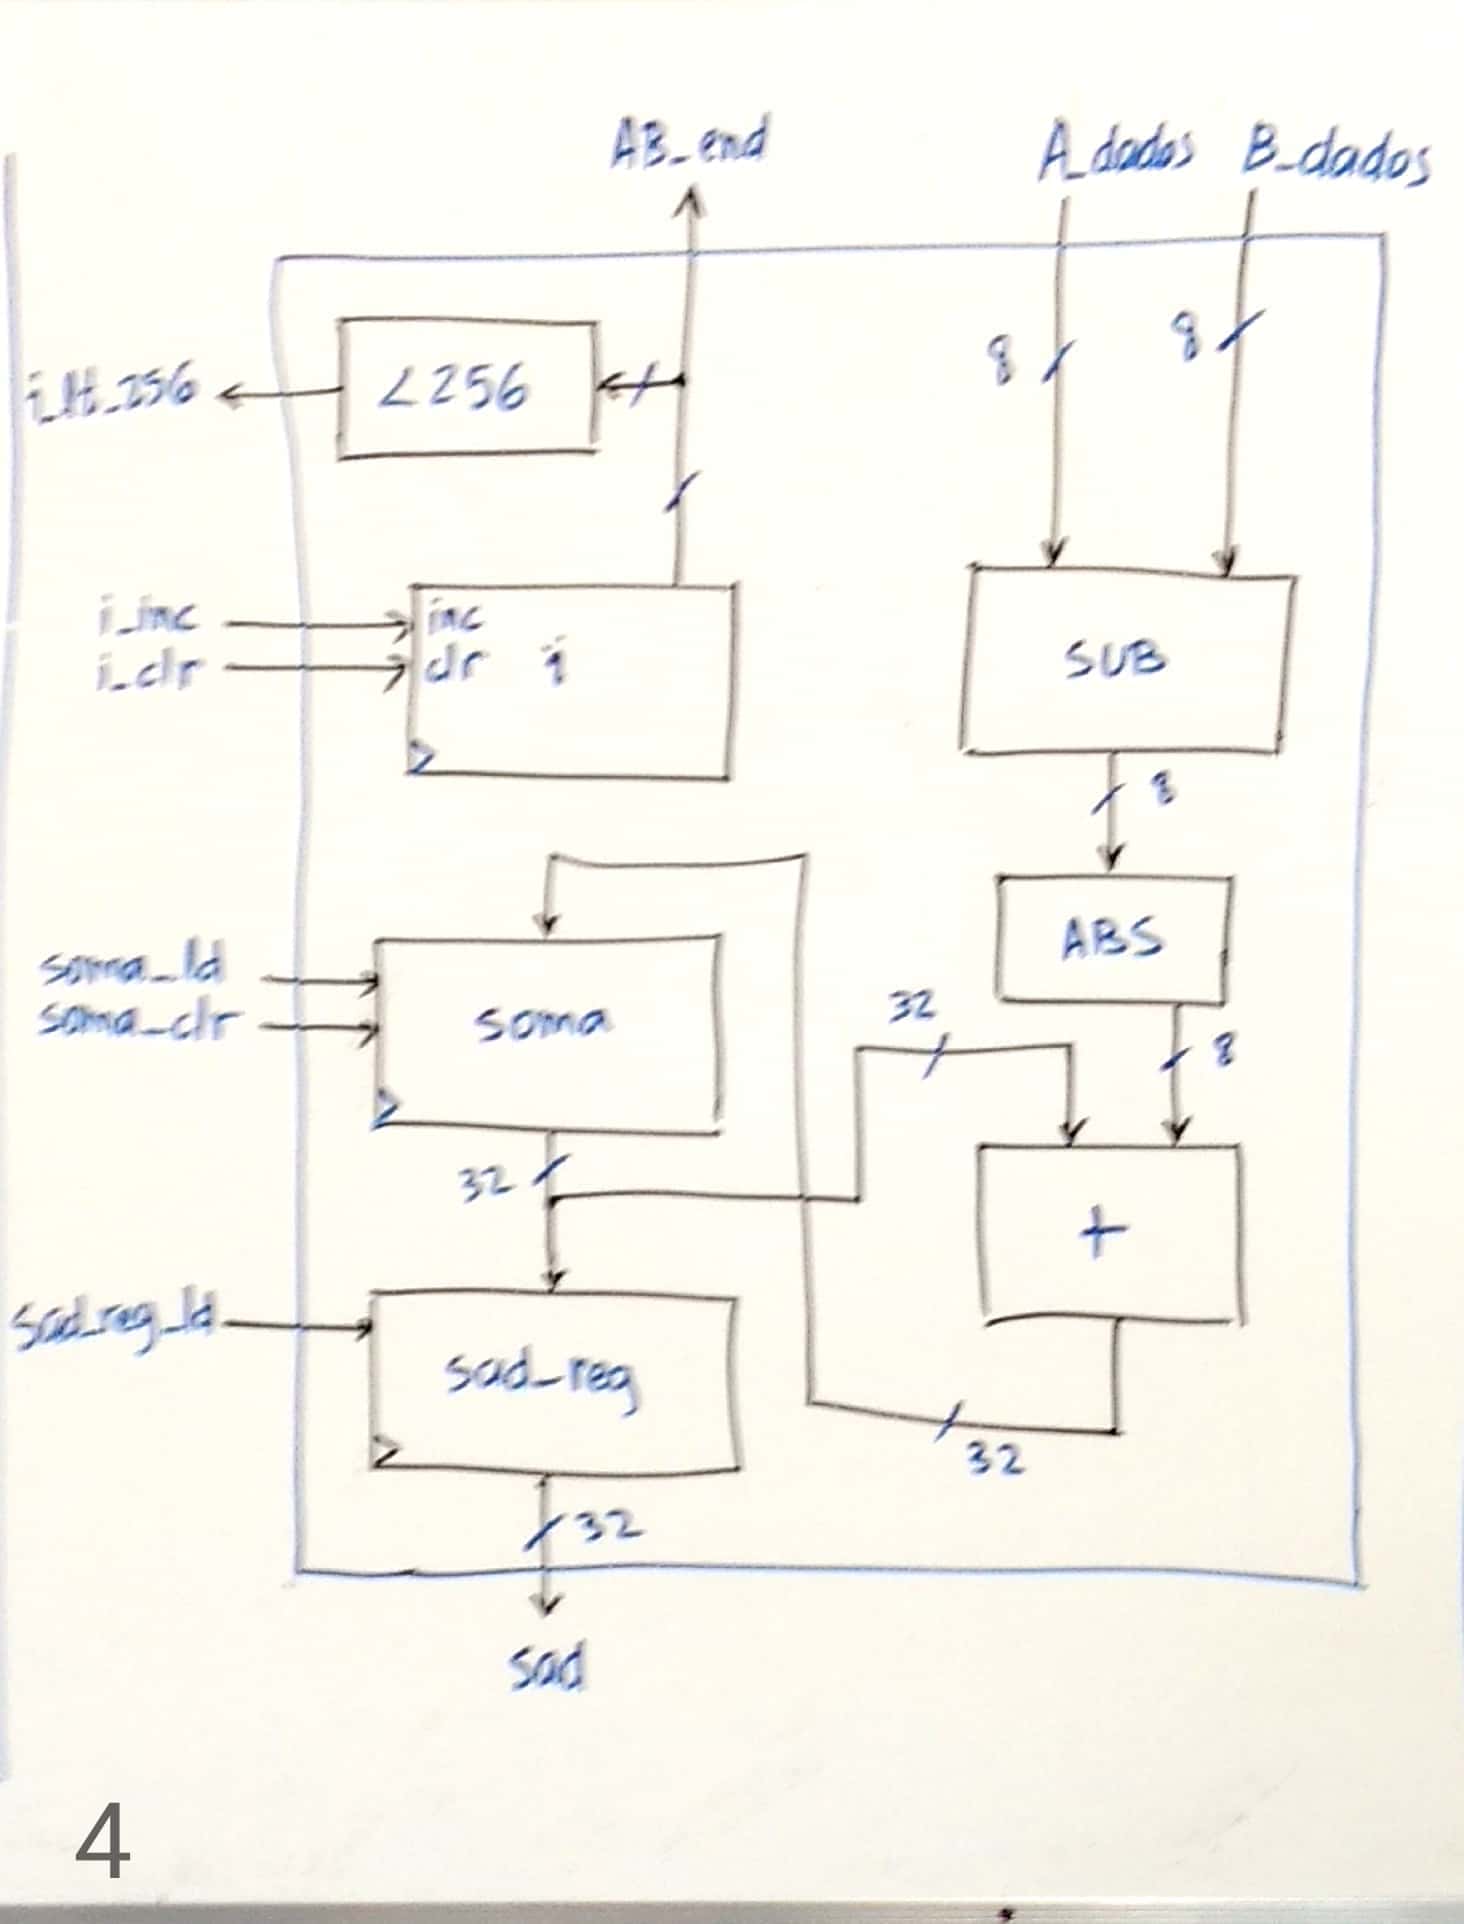 AB_end
A_dados B_dados
8 8
i_lt_256
<256
i_inc
i_clr
inc
clr i
SUB
8
soma_ld
soma_clr
soma
ABS
32
8
32
+
sad_reg_ld
sad_reg
32
32
sad
4